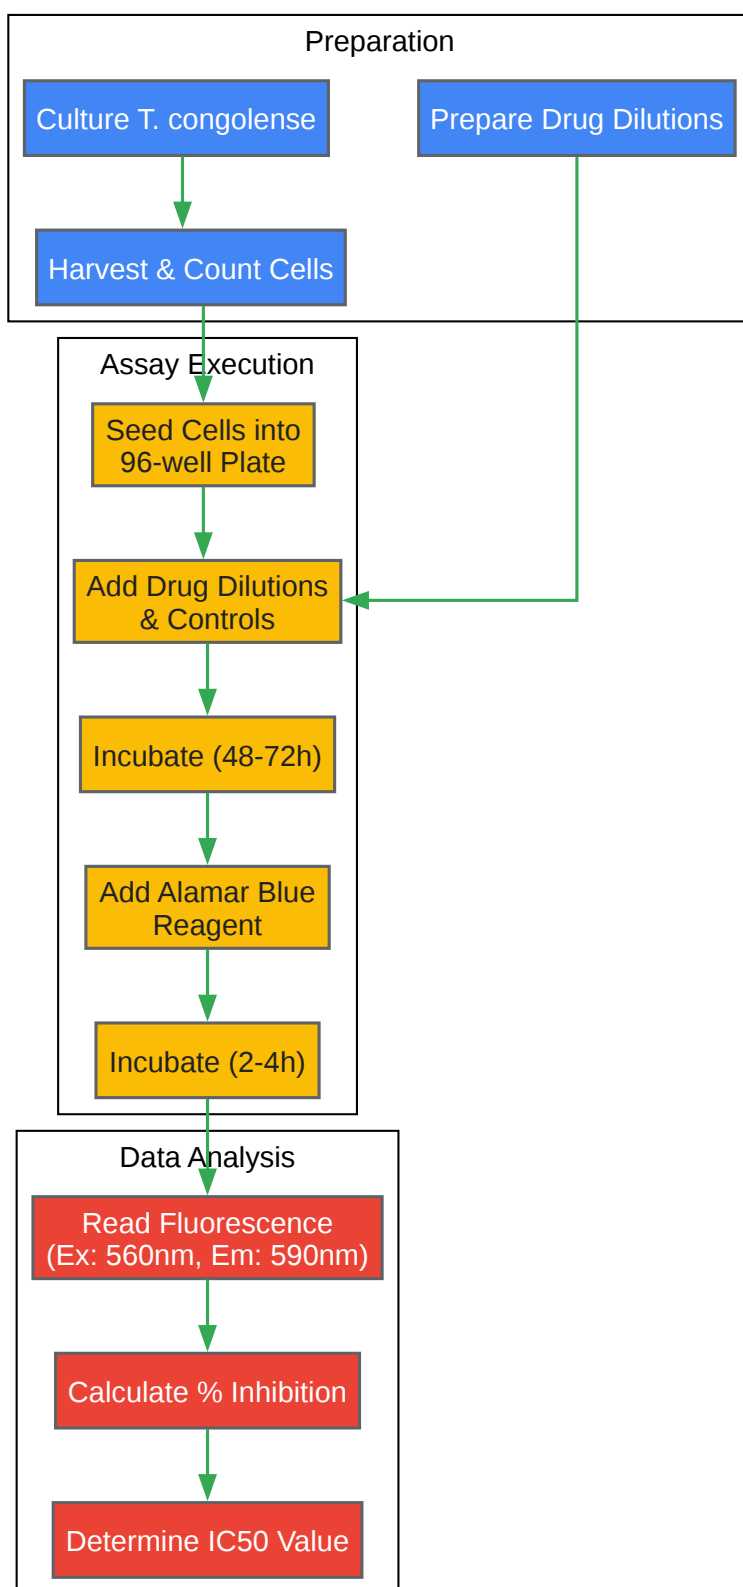 Preparation
Culture T. congolense
Prepare Drug Dilutions
Harvest & Count Cells
Assay Execution
Seed Cells into
96-well Plate
Add Drug Dilutions
& Controls
Incubate (48-72h)
Add Alamar Blue
Reagent
Incubate (2-4h)
Data Analysis
Read Fluorescence
(Ex: 560nm, Em: 590nm)
Calculate % Inhibition
Determine IC50 Value